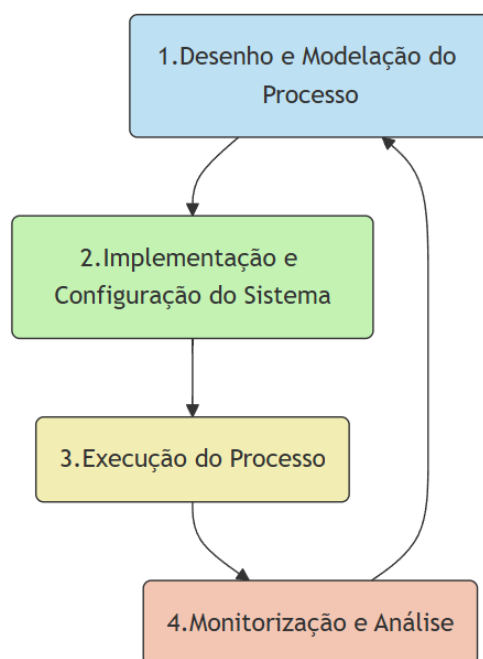 1.Desenho e Modelação do
Processo
2.Implementação e
Configuração do Sistema
3.Execução do Processo
4.Monitorização e Análise